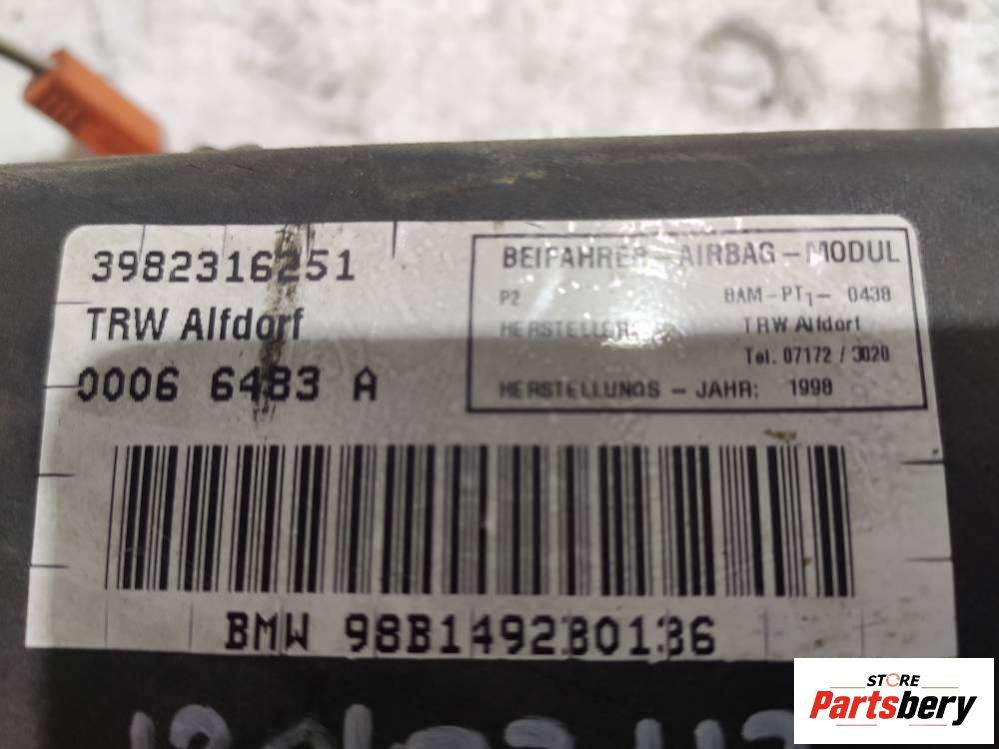 3982316251
TRW Alfdorf
0006 6483 A
BEIFAHRER-AIRBAG-MODUL
P2 BAM-PT1- 0438
HERSTELLER: TRW Alfdorf
Tel. 07172 / 3020
HERSTELLUNGS - JAHR: 1998
BMW 98B1492B0136
STORE
Partsbery